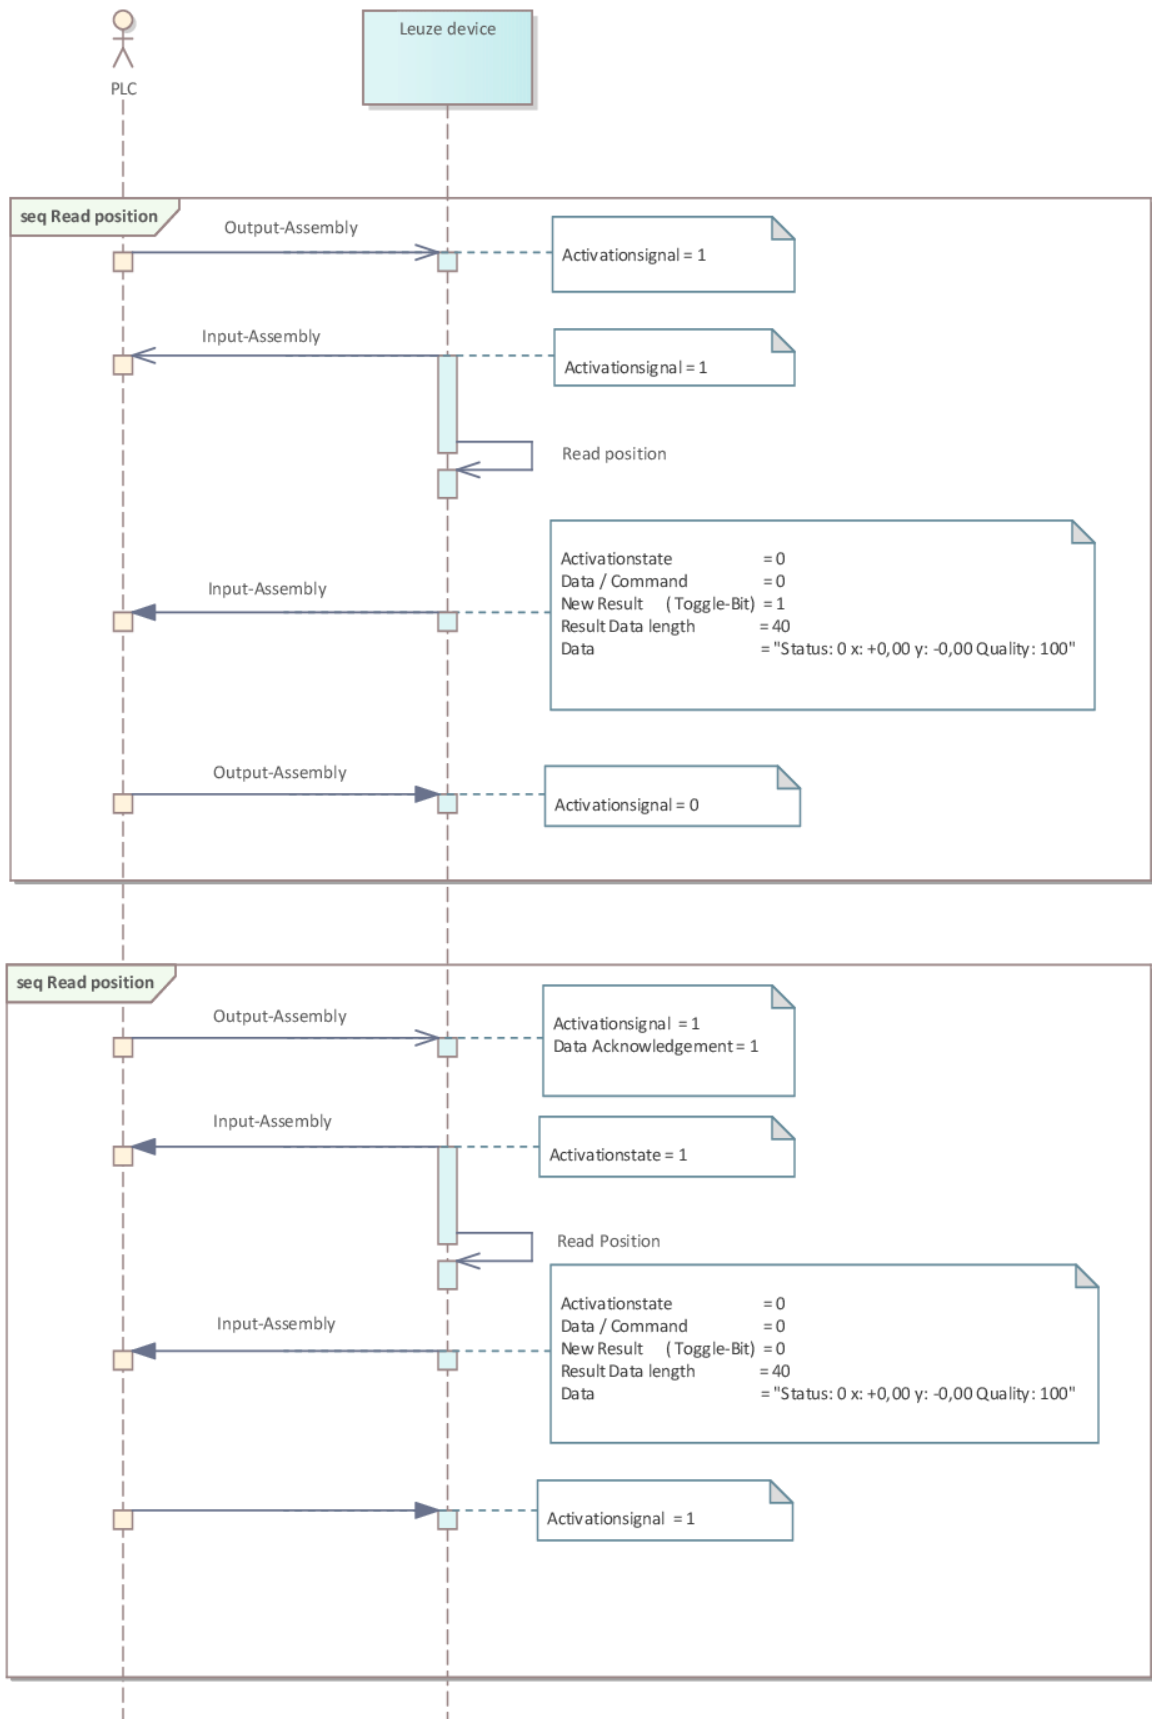 Leuze device
PLC
seq Read position
Output-Assembly
Activationsignal = 1
Input-Assembly
Activationsignal = 1
Read position
Activationstate = 0
Data / Command = 0
Input-Assembly
New Result ( Toggle-Bit) = 1
Result Data length = 40
Data = "Status: 0 x: +0,00 y: -0,00 Quality: 100"
Output-Assembly
Activationsignal = 0
seq Read position
Output-Assembly
Activationsignal = 1
Data Acknowledgement = 1
Input-Assembly
Activationstate = 1
Read Position
Activationstate = 0
Input-Assembly
Data / Command = 0
New Result ( Toggle-Bit) = 0
Result Data length = 40
Data = "Status: 0 x: +0,00 y: -0,00 Quality: 100"
Activationsignal = 1